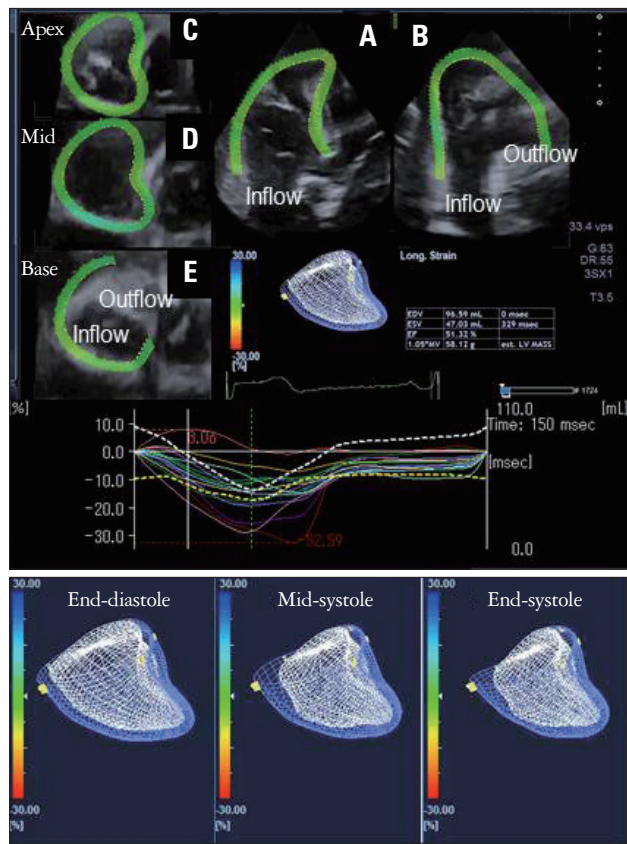 Apex
C
A
B
Mid
D
Outflow
Inflow
Inflow
Base
E
Outflow
Inflow
33.4 vps
G:63
DR:55
3SX1
T3.5
30.00
-30.00
[%]
Long. Strain
EDV 96.59 mL 0 msec
ESV 47.03 mL 329 msec
EF 51.32 %
1.05*MV 58.12 g est. LV MASS
1724
[%]
110.0 [mL]
Time: 150 msec
10.0
8.06
0.0
[msec]
-10.0
-20.0
-30.0
-32.59
0.0
30.00
End-diastole
30.00
Mid-systole
30.00
End-systole
-30.00
[%]
-30.00
[%]
-30.00
[%]